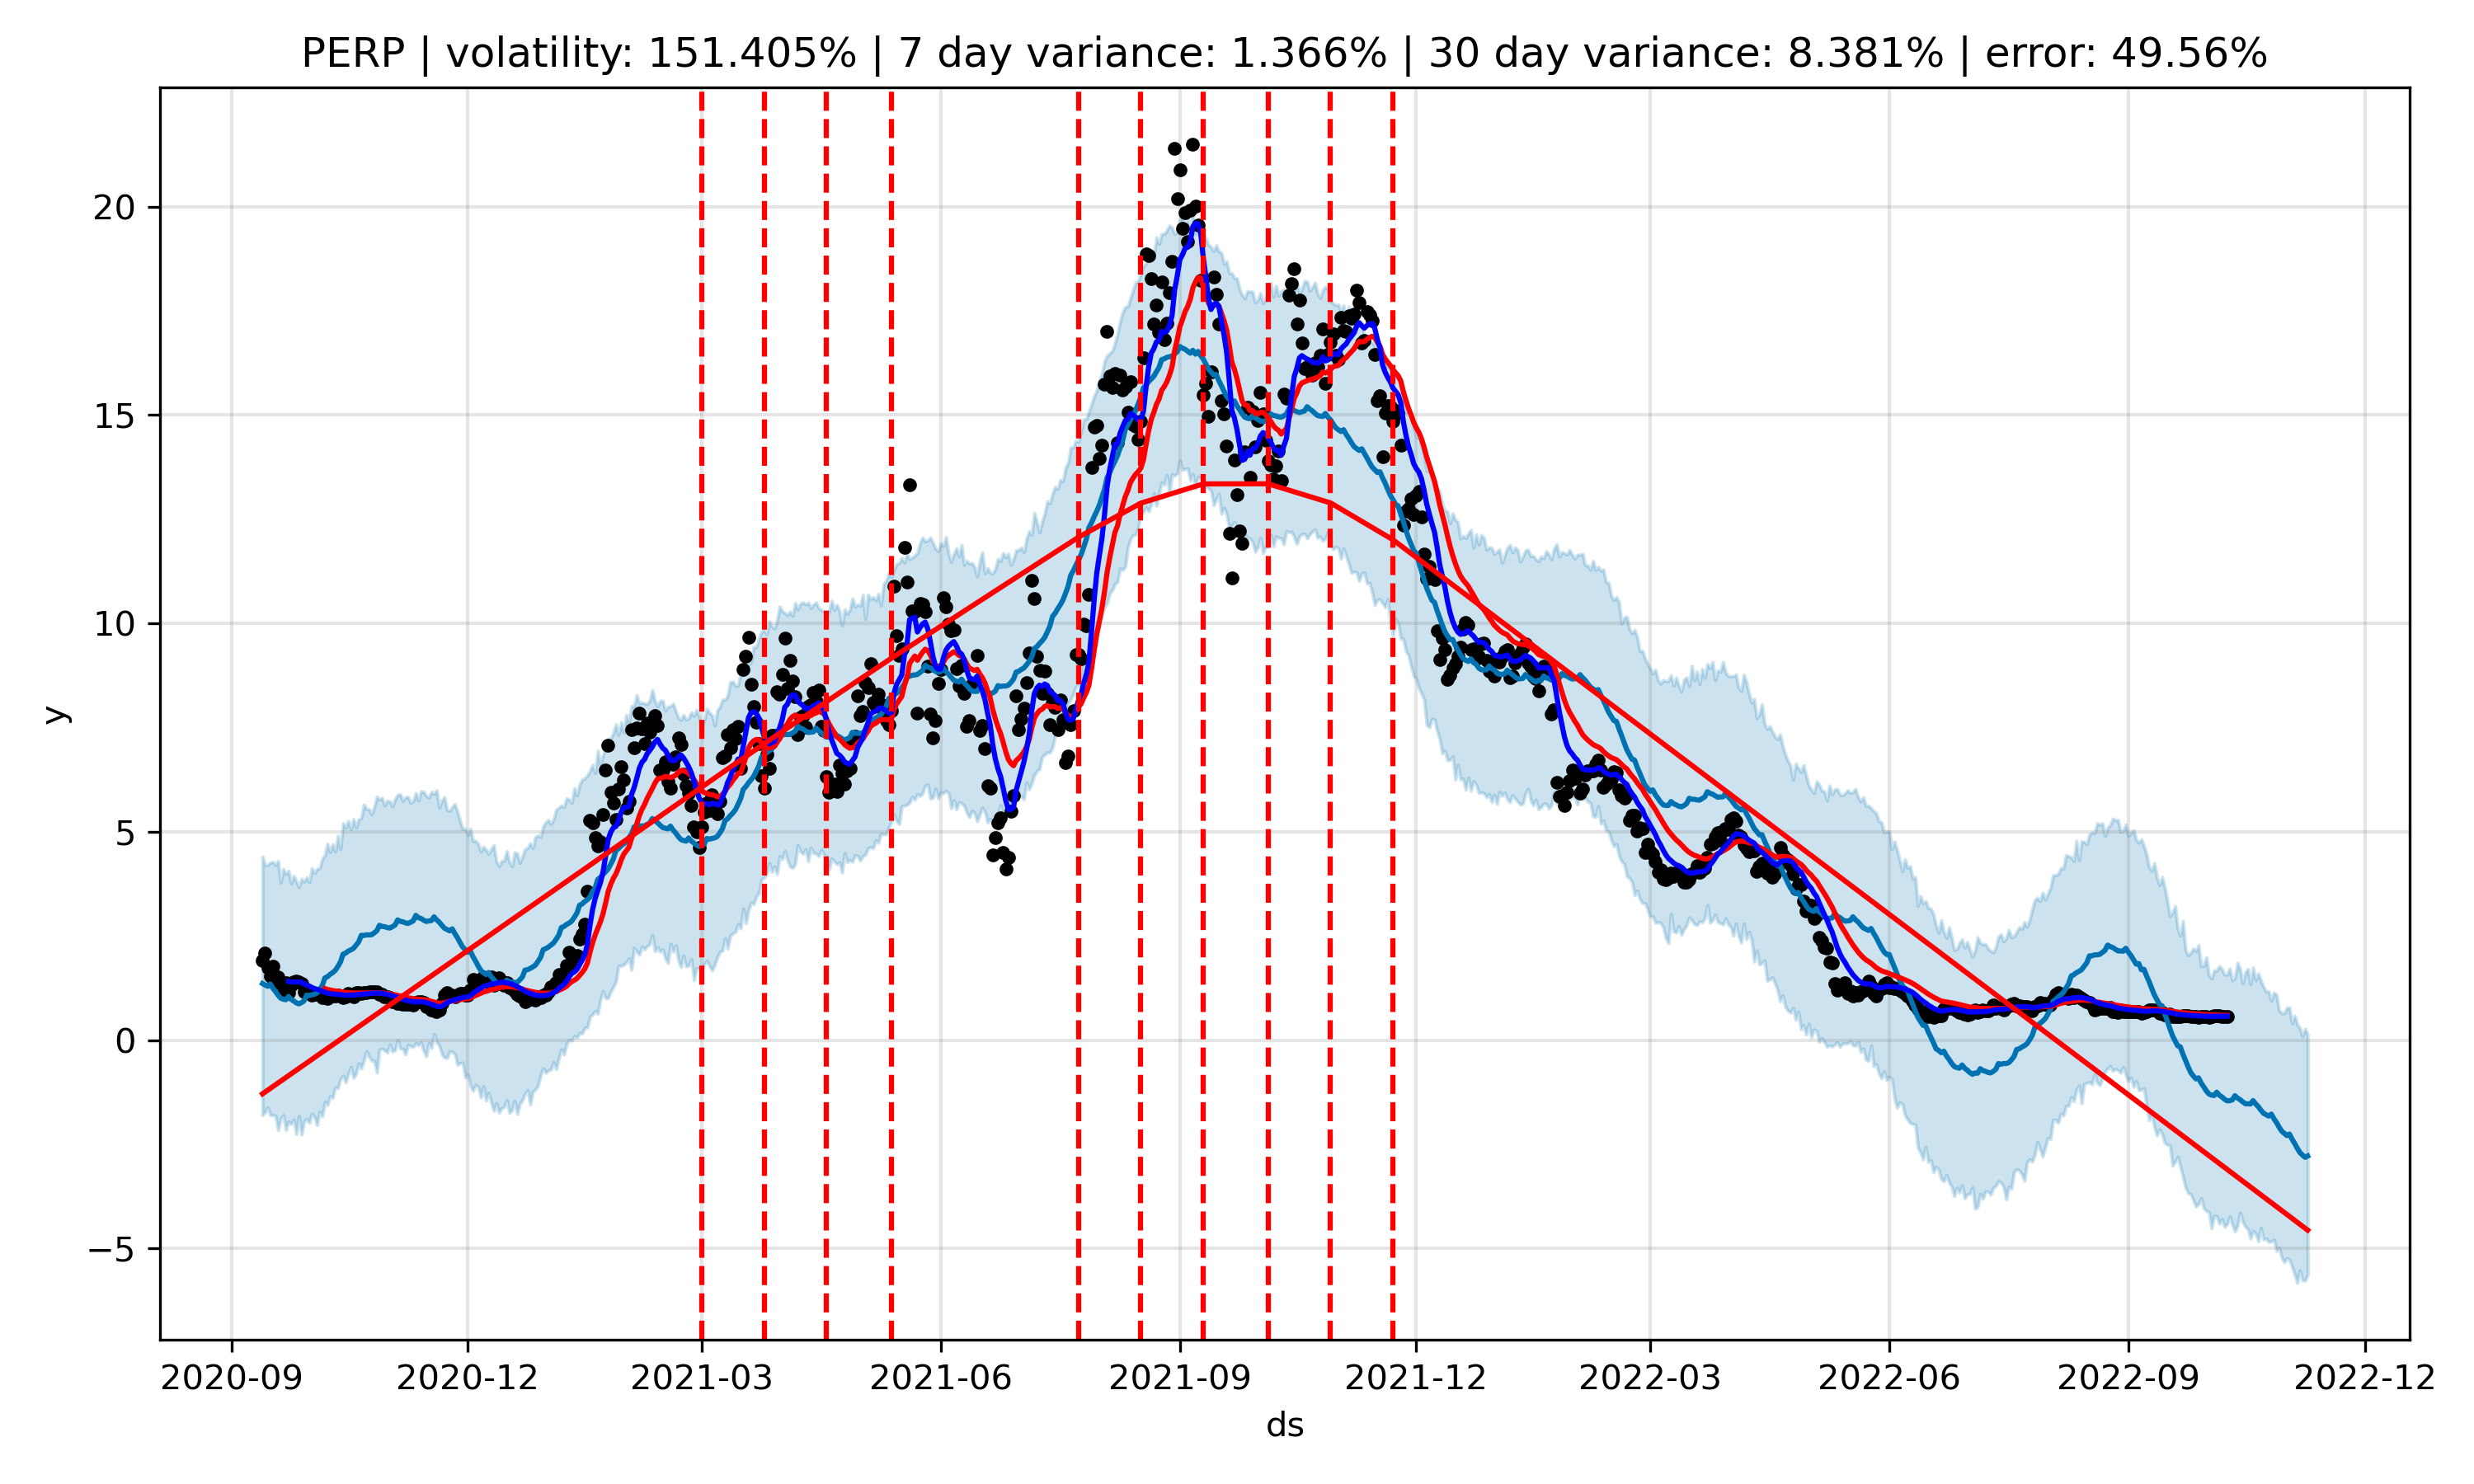 PERP | volatility: 151.405% | 7 day variance: 1.366% | 30 day variance: 8.381% | error: 49.56%
20
15
10
5
0
−5
y
2020-09 2020-12 2021-03 2021-06 2021-09 2021-12 2022-03 2022-06 2022-09 2022-12
ds